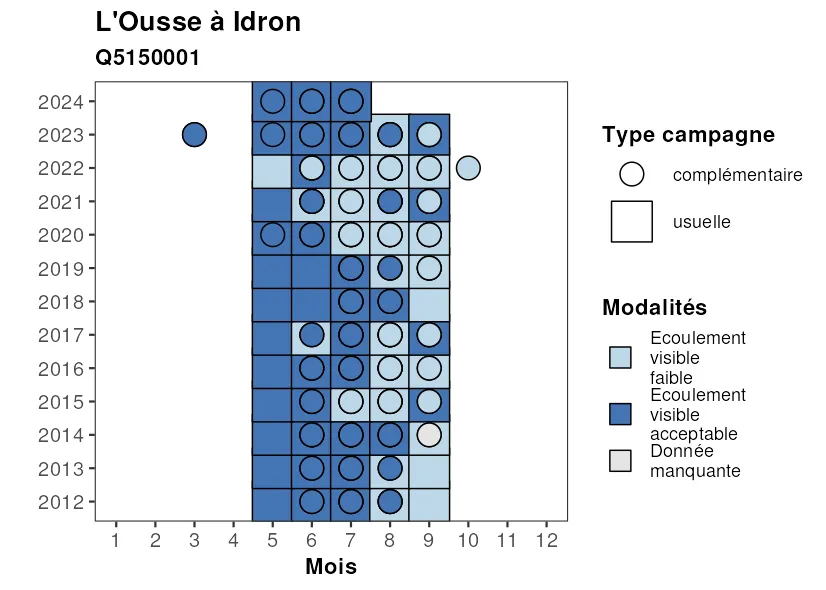 L'Ousse à Idron
Q5150001
2024
2023
2022
2021
2020
2019
2018
2017
2016
2015
2014
2013
2012
1 2 3 4 5 6 7 8 9 10 11 12
Mois
Type campagne
complémentaire
usuelle
Modalités
Ecoulement
visible
faible
Ecoulement
visible
acceptable
Donnée
manquante